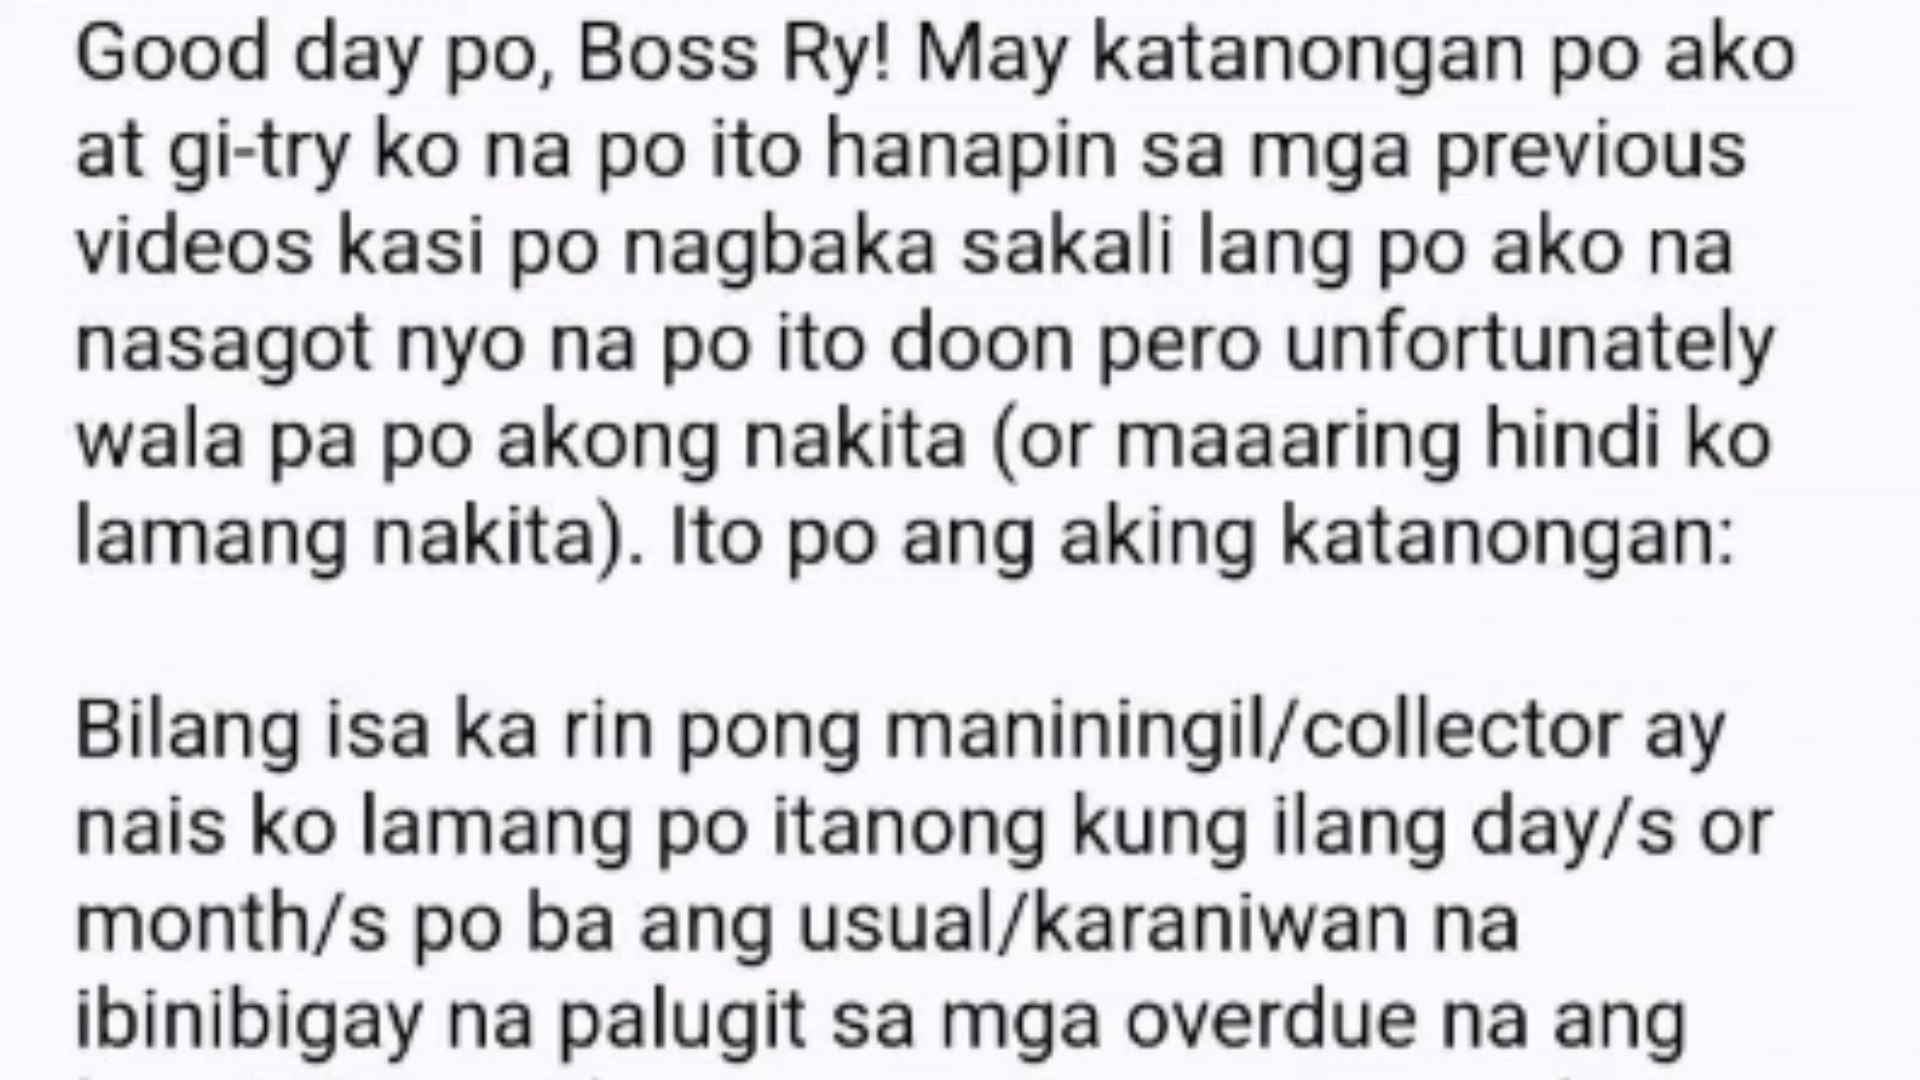 Good day po, Boss Ry! May katanongan po ako
at gi-try ko na po ito hanapin sa mga previous
videos kasi po nagbaka sakali lang po ako na
nasagot nyo na po ito doon pero unfortunately
wala pa po akong nakita (or maaaring hindi ko
lamang nakita). Ito po ang aking katanongan:
Bilang isa ka rin pong maniningil/collector ay
nais ko lamang po itanong kung ilang day/s or
month/s po ba ang usual/karaniwan na
ibinibigay na palugit sa mga overdue na ang